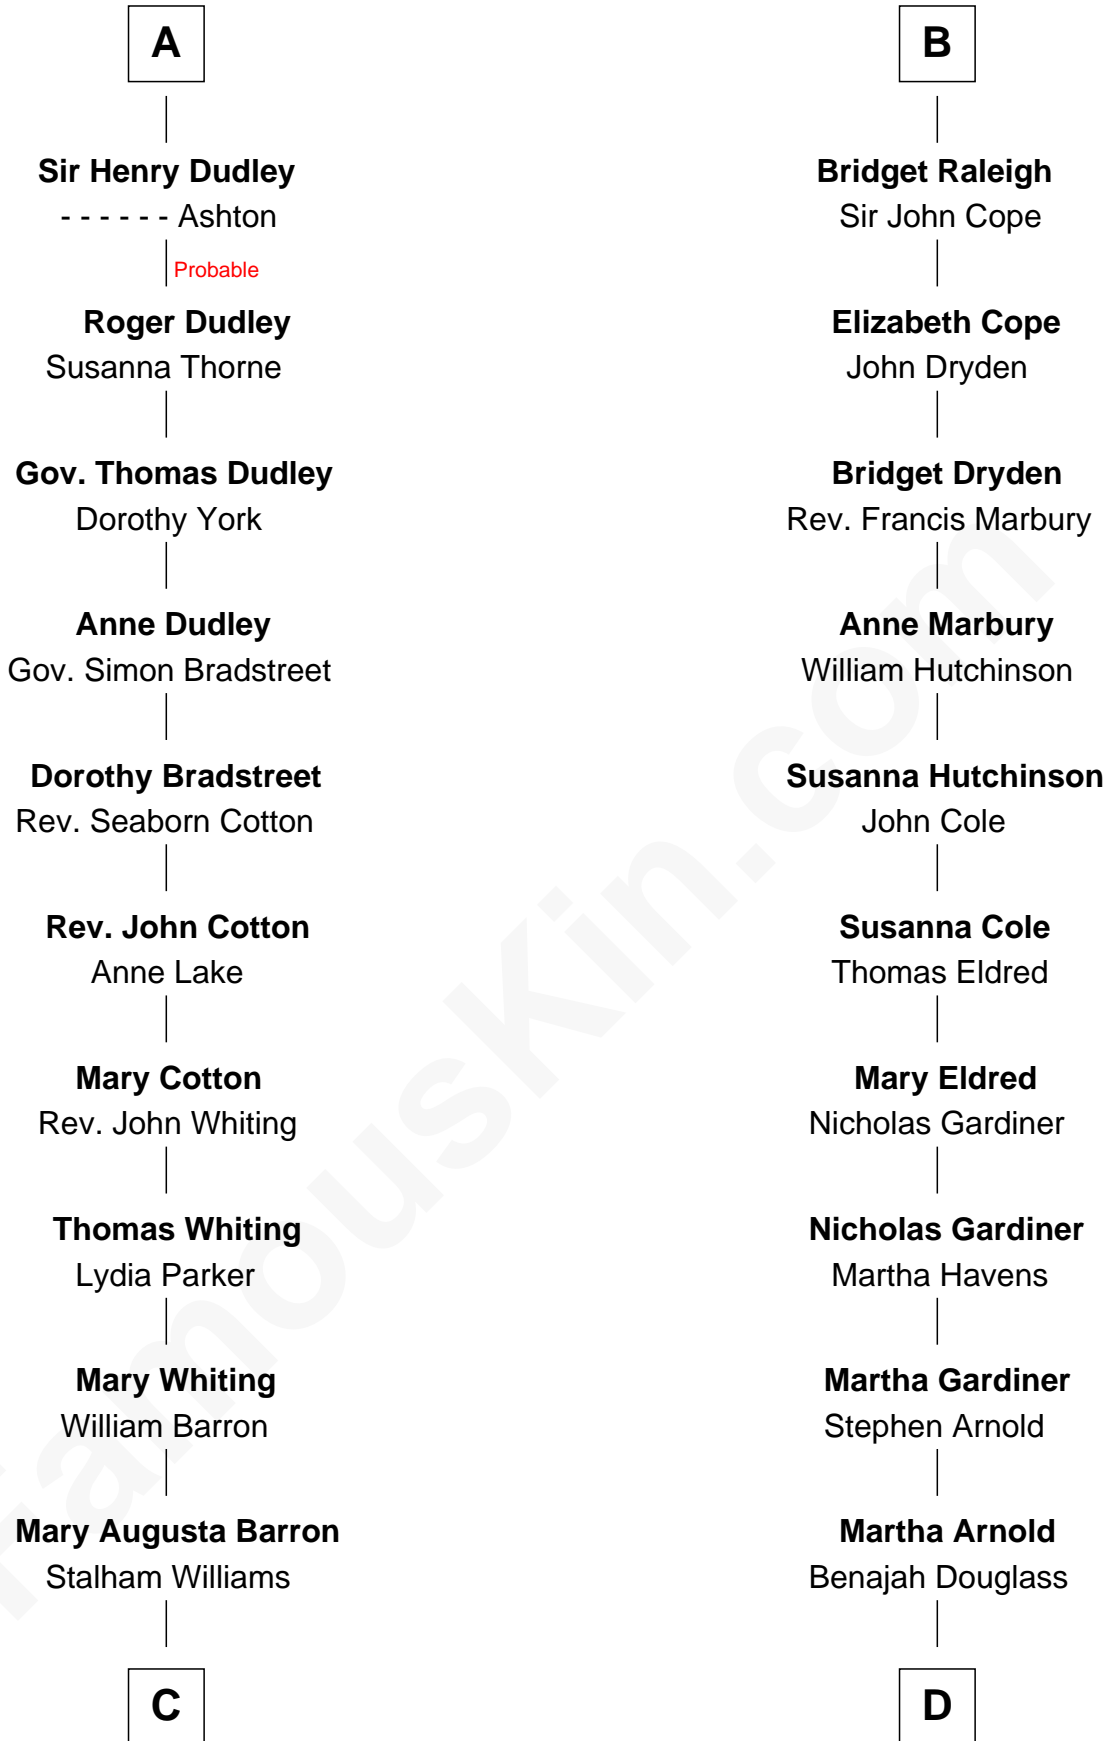 A
Sir Henry Dudley
- - - - - - Ashton
Probable
Roger Dudley
Susanna Thorne
Gov. Thomas Dudley
Dorothy York
Anne Dudley
Gov. Simon Bradstreet
Dorothy Bradstreet
Rev. Seaborn Cotton
Rev. John Cotton
Anne Lake
Mary Cotton
Rev. John Whiting
Thomas Whiting
Lydia Parker
Mary Whiting
William Barron
Mary Augusta Barron
Stalham Williams
C
B
Bridget Raleigh
Sir John Cope
Elizabeth Cope
John Dryden
Bridget Dryden
Rev. Francis Marbury
Anne Marbury
William Hutchinson
Susanna Hutchinson
John Cole
Susanna Cole
Thomas Eldred
Mary Eldred
Nicholas Gardiner
Nicholas Gardiner
Martha Havens
Martha Gardiner
Stephen Arnold
Martha Arnold
Benajah Douglass
D
FamousKin.com